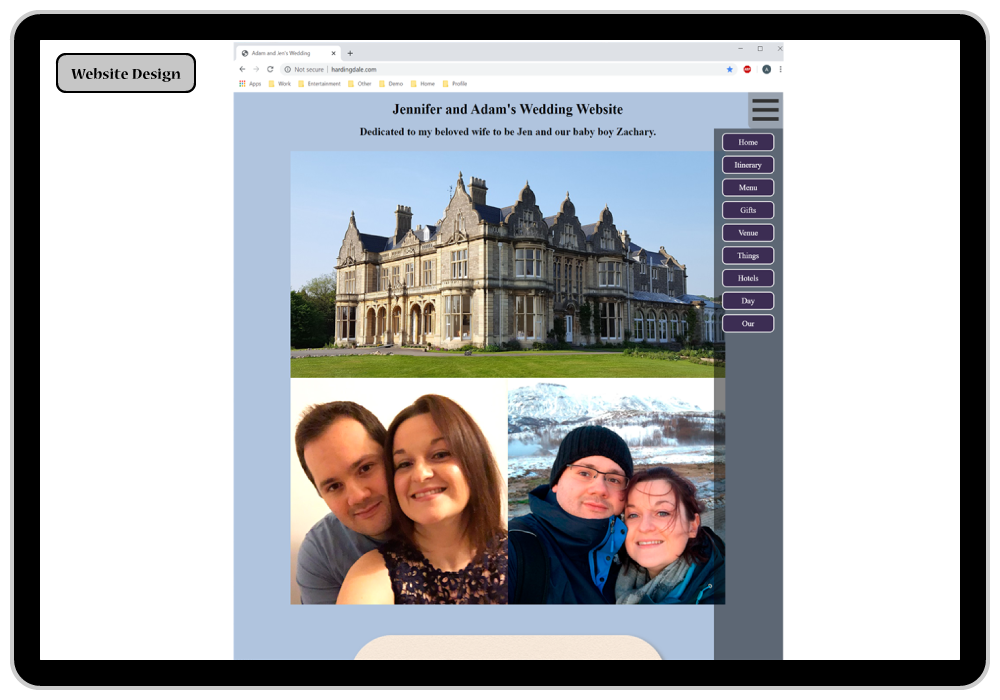 Website Design
Adam and Jen's Wedding
Not secure | hardingdale.com
ABP
A
Apps Work Entertainment Other Demo Home Profile
Jennifer and Adam's Wedding Website
Dedicated to my beloved wife to be Jen and our baby boy Zachary.
Home
Itinerary
Menu
Gifts
Venue
Things
Hotels
Day
Our